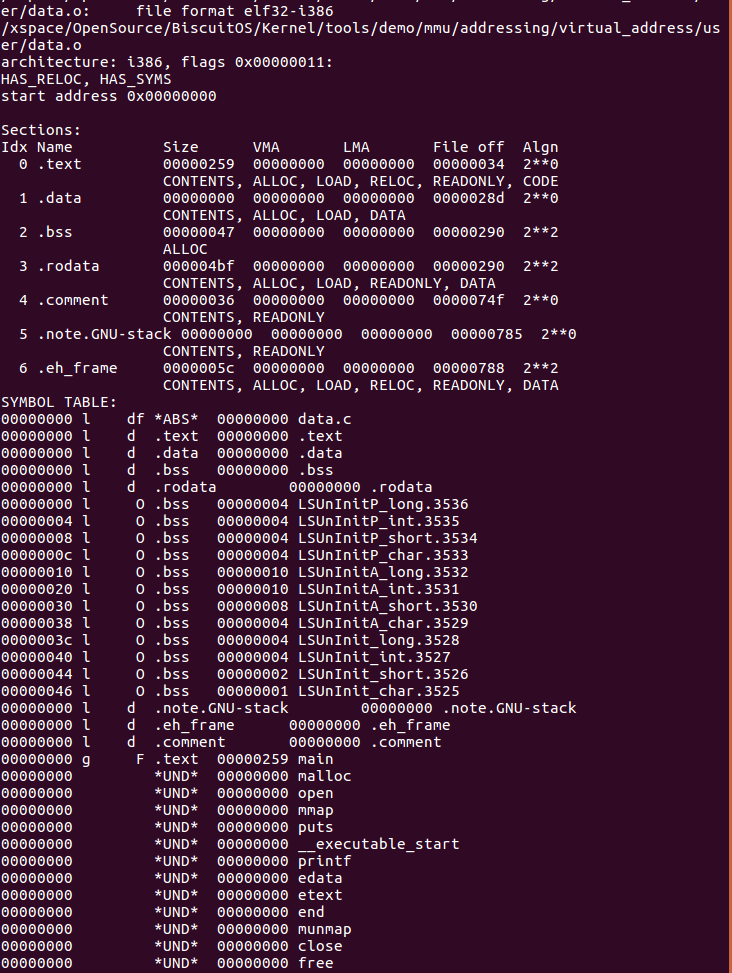 er/data.o:     file format elf32-i386
/xspace/OpenSource/BiscuitOS/Kernel/tools/demo/mmu/addressing/virtual_address/us
er/data.o
architecture: i386, flags 0x00000011:
HAS_RELOC, HAS_SYMS
start address 0x00000000

Sections:
Idx Name          Size      VMA       LMA       File off  Algn
  0 .text         00000259  00000000  00000000  00000034  2**0
                  CONTENTS, ALLOC, LOAD, RELOC, READONLY, CODE
  1 .data         00000000  00000000  00000000  0000028d  2**0
                  CONTENTS, ALLOC, LOAD, DATA
  2 .bss          00000047  00000000  00000000  00000290  2**2
                  ALLOC
  3 .rodata       000004bf  00000000  00000000  00000290  2**2
                  CONTENTS, ALLOC, LOAD, READONLY, DATA
  4 .comment      00000036  00000000  00000000  0000074f  2**0
                  CONTENTS, READONLY
  5 .note.GNU-stack 00000000  00000000  00000000  00000785  2**0
                  CONTENTS, READONLY
  6 .eh_frame     0000005c  00000000  00000000  00000788  2**2
                  CONTENTS, ALLOC, LOAD, RELOC, READONLY, DATA
SYMBOL TABLE:
00000000 l    df *ABS*  00000000 data.c
00000000 l    d  .text  00000000 .text
00000000 l    d  .data  00000000 .data
00000000 l    d  .bss   00000000 .bss
00000000 l    d  .rodata        00000000 .rodata
00000000 l     O .bss   00000004 LSUnInitP_long.3536
00000004 l     O .bss   00000004 LSUnInitP_int.3535
00000008 l     O .bss   00000004 LSUnInitP_short.3534
0000000c l     O .bss   00000004 LSUnInitP_char.3533
00000010 l     O .bss   00000010 LSUnInitA_long.3532
00000020 l     O .bss   00000010 LSUnInitA_int.3531
00000030 l     O .bss   00000008 LSUnInitA_short.3530
00000038 l     O .bss   00000004 LSUnInitA_char.3529
0000003c l     O .bss   00000004 LSUnInit_long.3528
00000040 l     O .bss   00000004 LSUnInit_int.3527
00000044 l     O .bss   00000002 LSUnInit_short.3526
00000046 l     O .bss   00000001 LSUnInit_char.3525
00000000 l    d  .note.GNU-stack        00000000 .note.GNU-stack
00000000 l    d  .eh_frame      00000000 .eh_frame
00000000 l    d  .comment       00000000 .comment
00000000 g     F .text  00000259 main
00000000         *UND*  00000000 malloc
00000000         *UND*  00000000 open
00000000         *UND*  00000000 mmap
00000000         *UND*  00000000 puts
00000000         *UND*  00000000 __executable_start
00000000         *UND*  00000000 printf
00000000         *UND*  00000000 edata
00000000         *UND*  00000000 etext
00000000         *UND*  00000000 end
00000000         *UND*  00000000 munmap
00000000         *UND*  00000000 close
00000000         *UND*  00000000 free